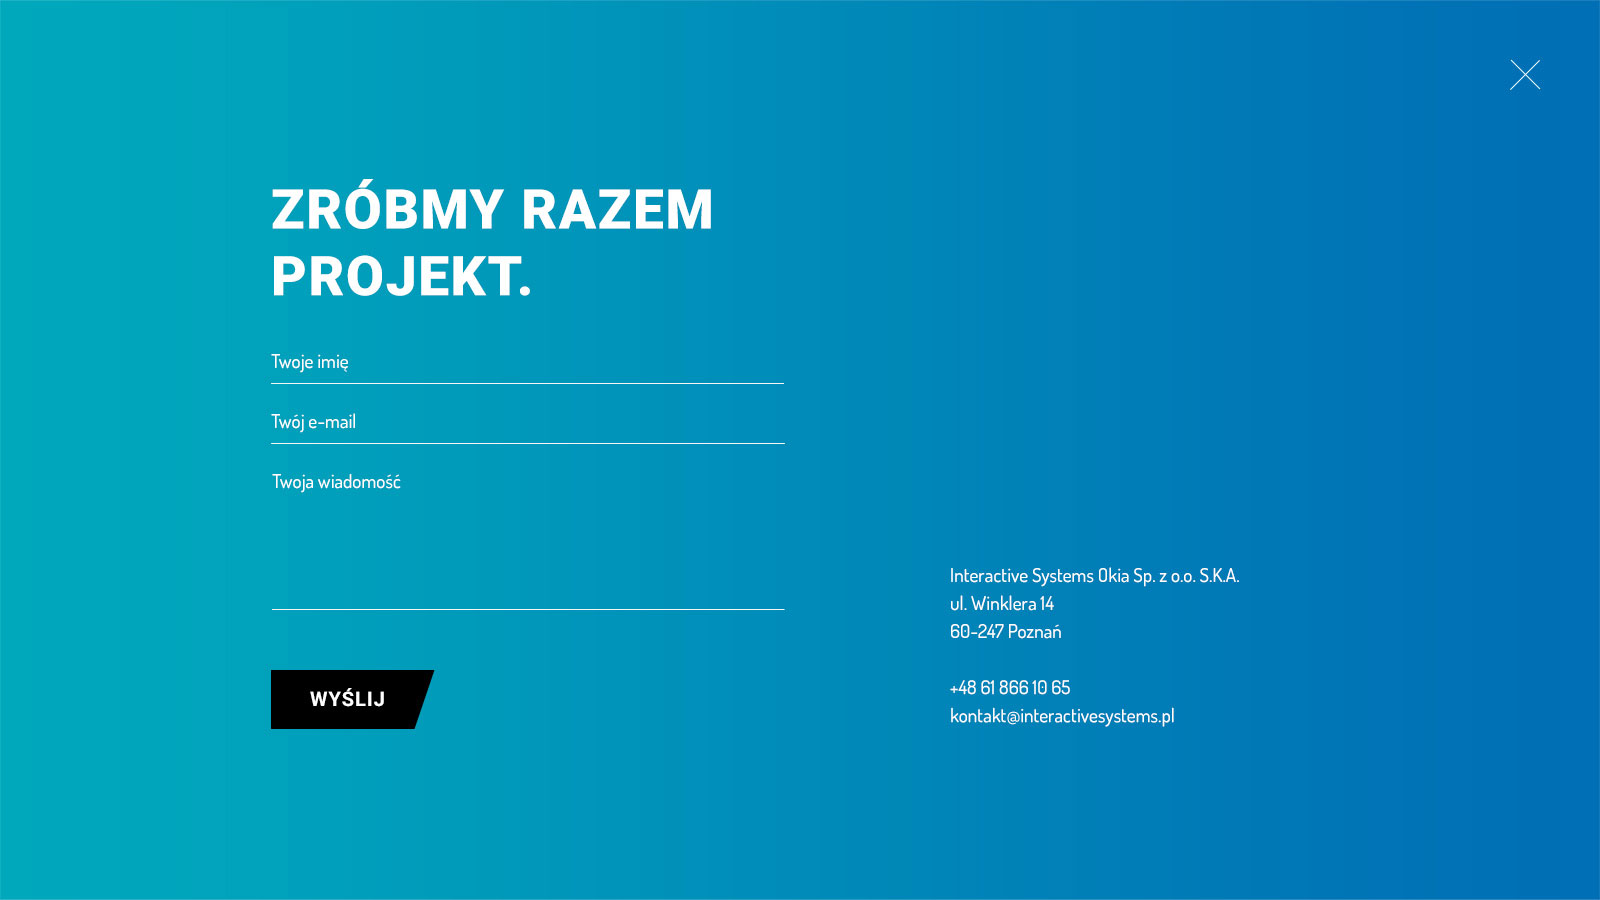 ZRÓBMY RAZEM
PROJEKT.
Twoje imię
Twój e-mail
Twoja wiadomość
WYŚLIJ
Interactive Systems Okia Sp. z o.o. S.K.A.
ul. Winklera 14
60-247 Poznań
+48 61 866 10 65
kontakt@interactivesystems.pl